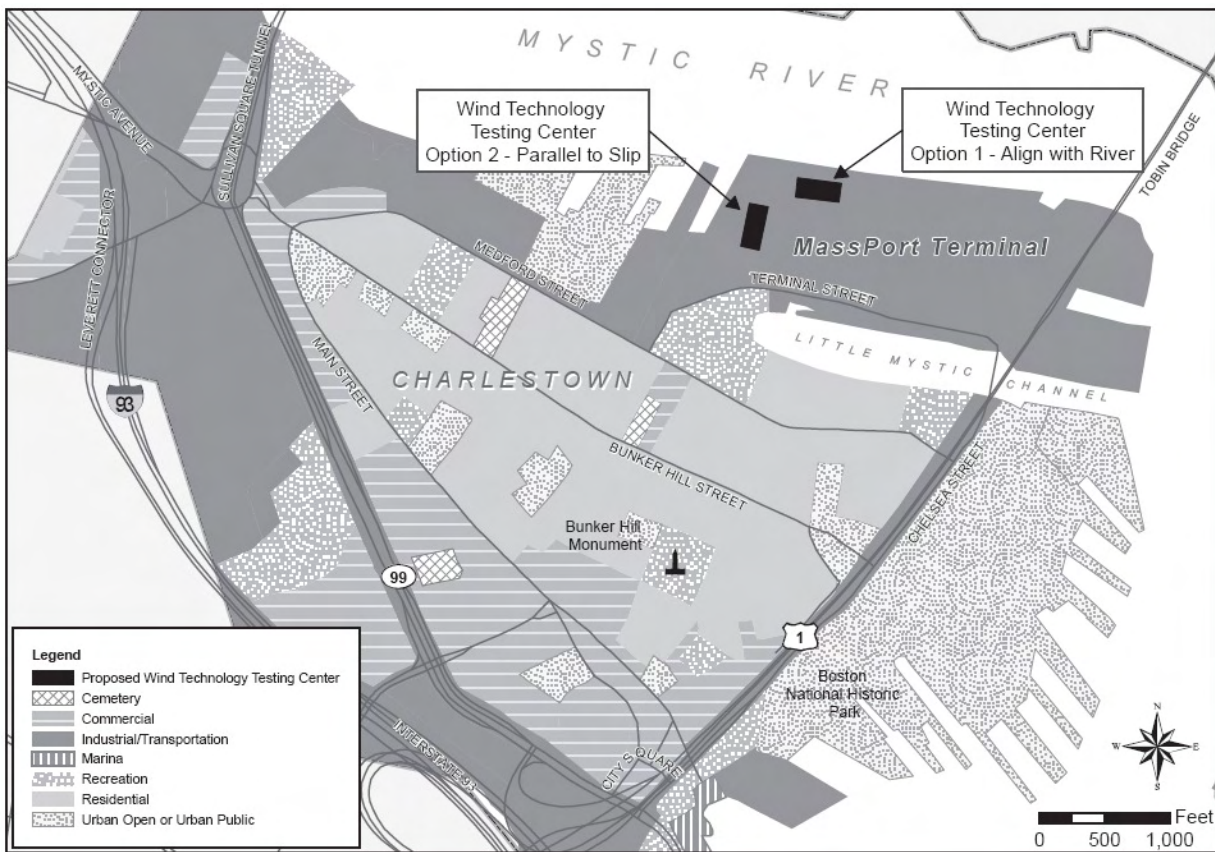 MYSTIC RIVER
Wind Technology
Testing Center
Option 2 - Parallel to Slip
Wind Technology
Testing Center
Option 1 - Align with River
MYSTIC AVENUE
SULLIVAN SQUARE TUNNEL
TOBIN BRIDGE
MassPort Terminal
LEVERETT CONNECTOR
MEDFORD STREET
TERMINAL STREET
LITTLE MYSTIC CHANNEL
MAIN STREET
CHARLESTOWN
93
BUNKER HILL STREET
CHELSEA STREET
Bunker Hill
Monument
99
1
Boston
National Historic
Park
INTERSTATE 93
CITY SQUARE
Legend
Proposed Wind Technology Testing Center
Cemetery
Commercial
Industrial/Transportation
Marina
Recreation
Residential
Urban Open or Urban Public
N
W E
S
Feet
0 500 1,000